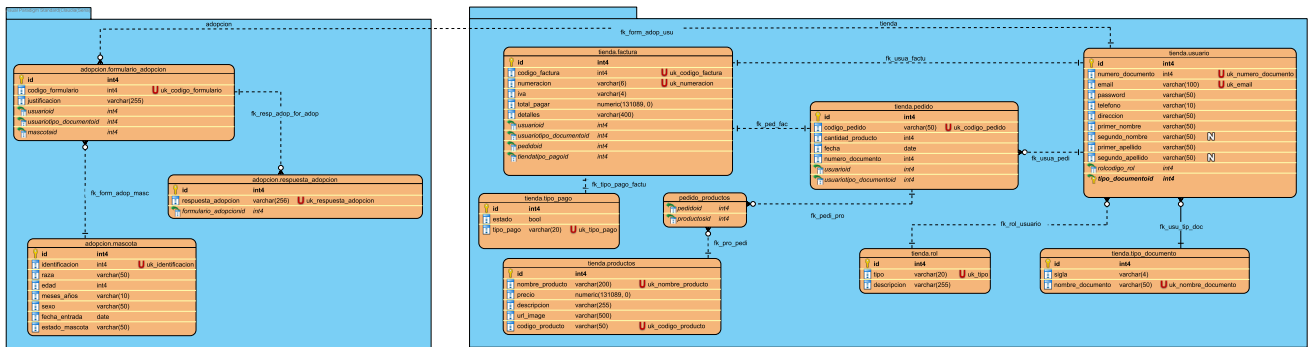 adopcion
tienda
fk_form_adop_usu
adopcion.formulario_adopcion
id int4
codigo_formulario int4 U uk_codigo_formulario
justificacion varchar(255)
usuarioid int4
usuariotipo_documentoid int4
mascotaid int4
fk_resp_adop_for_adop
adopcion.respuesta_adopcion
id int4
respuesta_adopcion varchar(256) U uk_respuesta_adopcion
formulario_adopcionid int4
fk_form_adop_masc
adopcion.mascota
id int4
identificacion int4 U uk_identificacion
raza varchar(50)
edad int4
meses_años varchar(10)
sexo varchar(50)
fecha_entrada date
estado_mascota varchar(50)
tienda.factura
id int4
codigo_factura int4 U uk_codigo_factura
numeracion varchar(6) U uk_numeracion
iva varchar(4)
total_pagar numeric(131089, 0)
detalles varchar(400)
usuarioid int4
usuariotipo_documentoid int4
pedidoid int4
tiendatipo_pagoid int4
fk_usua_factu
fk_ped_fac
tienda.pedido
id int4
codigo_pedido varchar(50) U uk_codigo_pedido
cantidad_producto int4
fecha date
numero_documento int4
usuarioid int4
usuariotipo_documentoid int4
fk_usua_pedi
tienda.usuario
id int4
numero_documento int4 U uk_numero_documento
email varchar(100) U uk_email
password varchar(50)
telefono varchar(10)
direccion varchar(50)
primer_nombre varchar(50)
segundo_nombre varchar(50) N
primer_apellido varchar(50)
segundo_apellido varchar(50) N
rolcodigo_rol int4
tipo_documentoid int4
fk_tipo_pago_factu
tienda.tipo_pago
id int4
estado bool
tipo_pago varchar(20) U uk_tipo_pago
pedido_productos
pedidoid int4
productosid int4
fk_pedi_pro
fk_pro_pedi
tienda.productos
id int4
nombre_producto varchar(200) U uk_nombre_producto
precio numeric(131089, 0)
descripcion varchar(255)
url_image varchar(500)
codigo_producto varchar(50) U uk_codigo_producto
fk_rol_usuario
fk_usu_tip_doc
tienda.rol
id int4
tipo varchar(20) U uk_tipo
descripcion varchar(255)
tienda.tipo_documento
id int4
sigla varchar(4)
nombre_documento varchar(50) U uk_nombre_documento